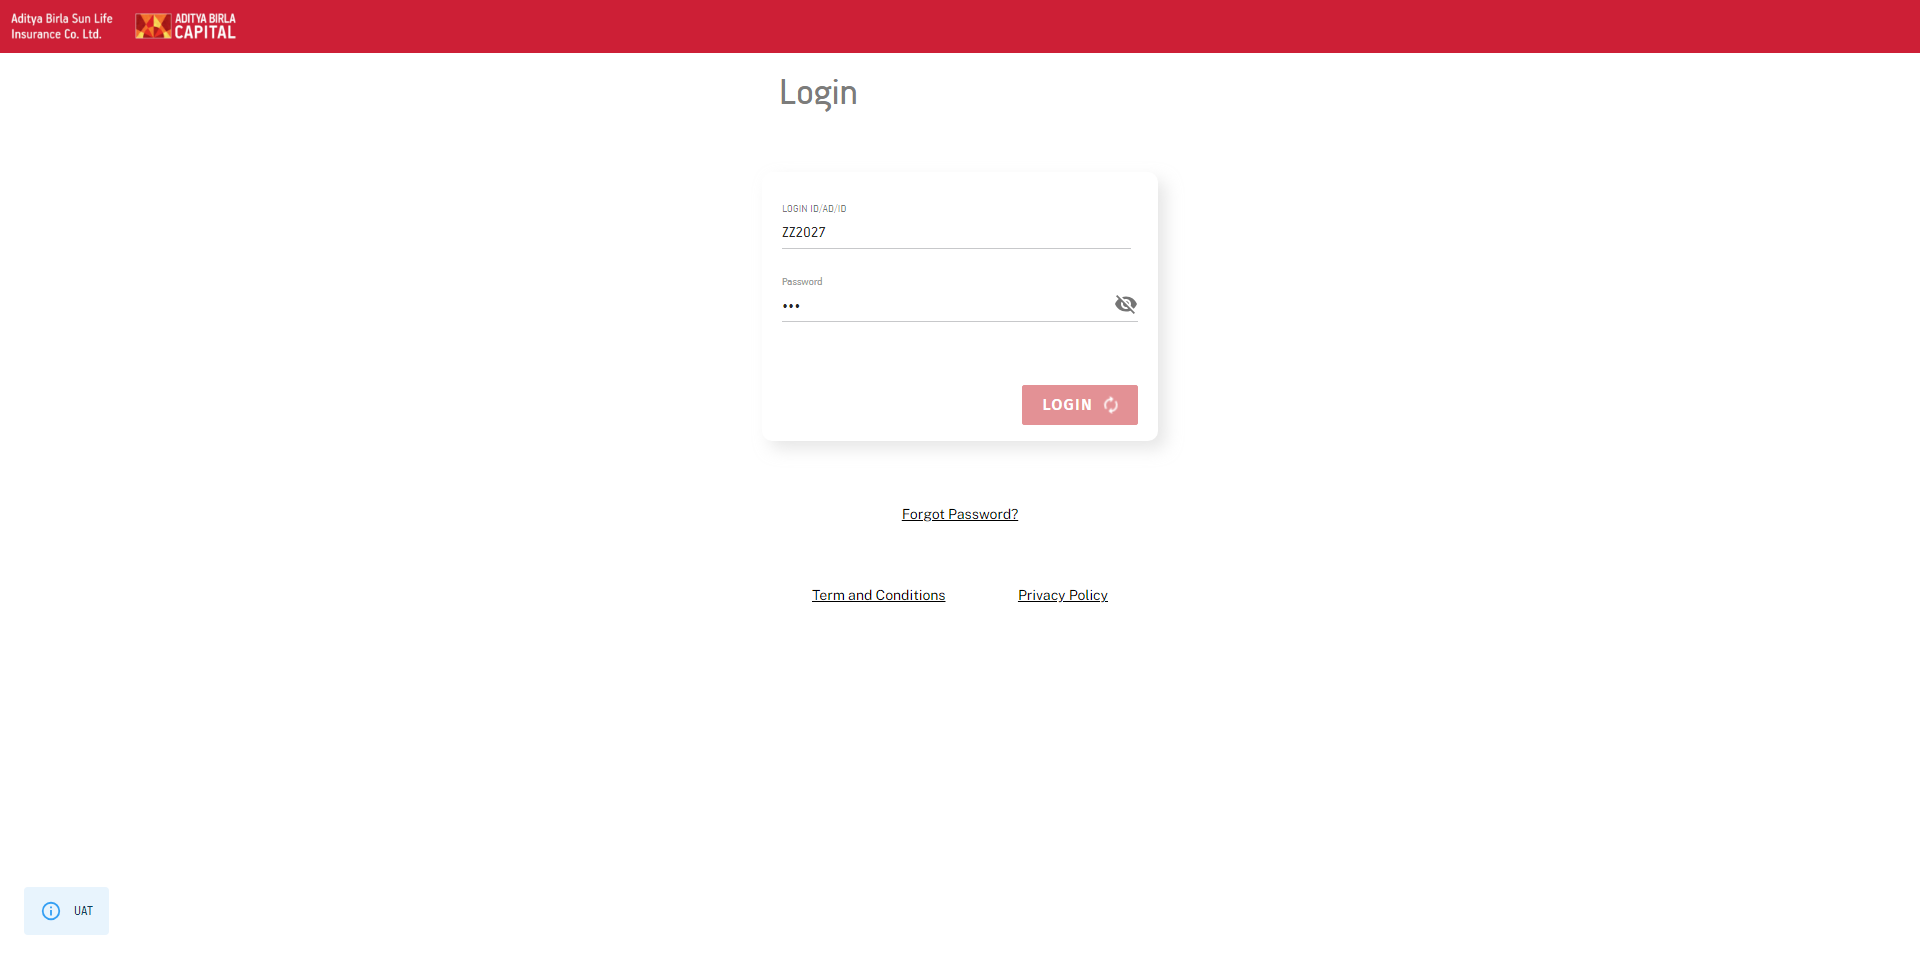 Aditya Birla Sun Life
Insurance Co. Ltd.
ADITYA BIRLA
CAPITAL
Login
LOGIN ID/AD/ID
ZZ2027
Password
•••
LOGIN
Forgot Password?
Term and Conditions
Privacy Policy
UAT